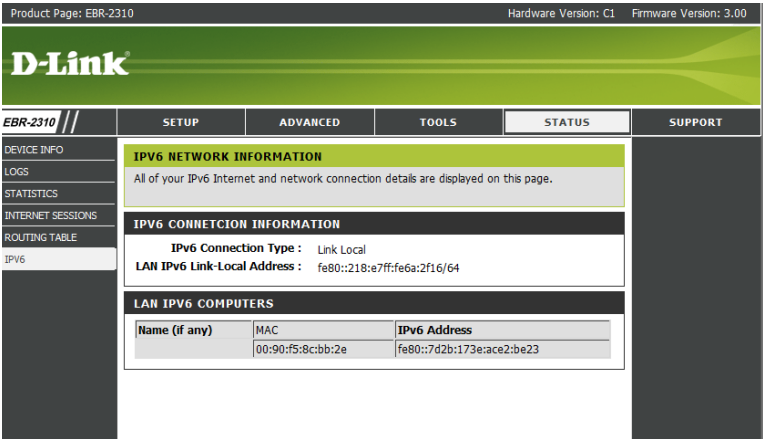 Product Page: EBR-2310 Hardware Version: C1 Firmware Version: 3.00
D-Link
EBR-2310 SETUP ADVANCED TOOLS STATUS SUPPORT
DEVICE INFO
LOGS
STATISTICS
INTERNET SESSIONS
ROUTING TABLE
IPV6
IPV6 NETWORK INFORMATION
All of your IPv6 Internet and network connection details are displayed on this page.
IPV6 CONNETCION INFORMATION
IPv6 Connection Type : Link Local
LAN IPv6 Link-Local Address : fe80::218:e7ff:fe6a:2f16/64
LAN IPV6 COMPUTERS
Name (if any) MAC IPv6 Address
00:90:f5:8c:bb:2e fe80::7d2b:173e:ace2:be23